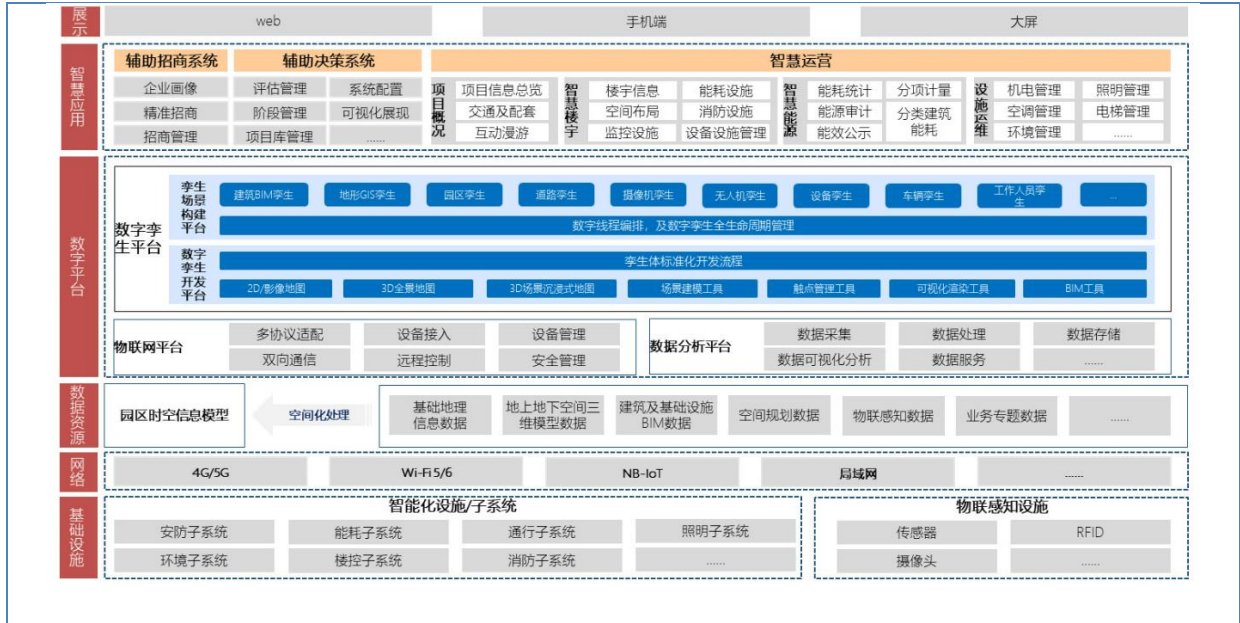 展示
web
手机端
大屏
智慧应用
辅助招商系统
企业画像
精准招商
招商管理
辅助决策系统
评估管理
系统配置
阶段管理
可视化展现
项目库管理
......
智慧运营
项目概况
项目信息总览
交通及配套
互动漫游
智慧楼宇
楼宇信息
能耗设施
空间布局
消防设施
监控设施
设备设施管理
智慧能源
能耗统计
分项计量
能源审计
分类建筑
能耗
能效公示
设施运维
机电管理
照明管理
空调管理
电梯管理
环境管理
......
数字平台
数字孪
生平台
孪生
场景
构建
平台
建筑BIM孪生
地形GIS孪生
园区孪生
道路孪生
摄像机孪生
无人机孪生
设备孪生
车辆孪生
工作人员孪
生
...
数字线程编排，及数字孪生全生命周期管理
数字
孪生
开发
平台
孪生体标准化开发流程
2D/影像地图
3D全景地图
3D场景沉浸式地图
场景建模工具
触点管理工具
可视化渲染工具
BIM工具
物联网平台
多协议适配
设备接入
设备管理
双向通信
远程控制
安全管理
数据分析平台
数据采集
数据处理
数据存储
数据可视化分析
数据服务
......
数据资源
园区时空信息模型
空间化处理
基础地理
信息数据
地上地下空间三
维模型数据
建筑及基础设施
BIM数据
空间规划数据
物联感知数据
业务专题数据
......
网络
4G/5G
Wi-Fi 5/6
NB-IoT
局域网
......
基础设施
智能化设施/子系统
安防子系统
能耗子系统
通行子系统
照明子系统
环境子系统
楼控子系统
消防子系统
......
物联感知设施
传感器
RFID
摄像头
......